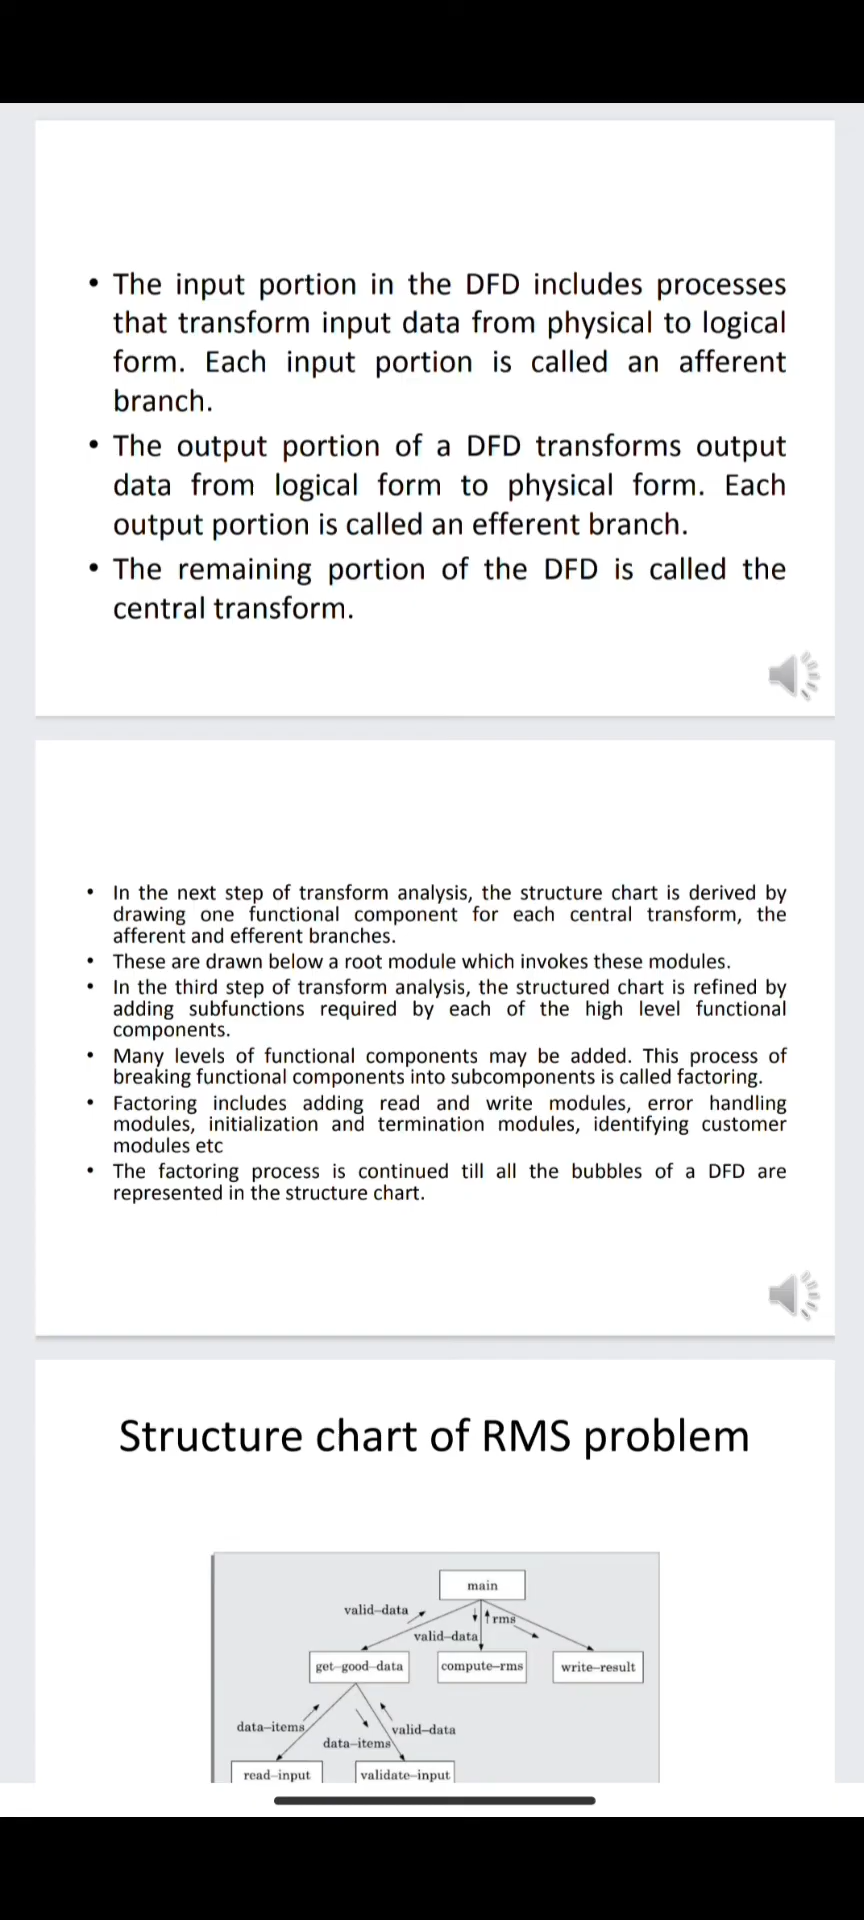 • The input portion in the DFD includes processes
that transform input data from physical to logical
form. Each input portion is called an afferent
branch.
• The output portion of a DFD transforms output
data from logical form to physical form. Each
output portion is called an efferent branch.
• The remaining portion of the DFD is called the
central transform.
• In the next step of transform analysis, the structure chart is derived by
drawing one functional component for each central transform, the
afferent and efferent branches.
• These are drawn below a root module which invokes these modules.
• In the third step of transform analysis, the structured chart is refined by
adding subfunctions required by each of the high level functional
components.
• Many levels of functional components may be added. This process of
breaking functional components into subcomponents is called factoring.
• Factoring includes adding read and write modules, error handling
modules, initialization and termination modules, identifying customer
modules etc
• The factoring process is continued till all the bubbles of a DFD are
represented in the structure chart.
Structure chart of RMS problem
main
valid-data
rms
valid-data
get-good-data
compute-rms
write-result
data-items
valid-data
data-items
read-input
validate-input